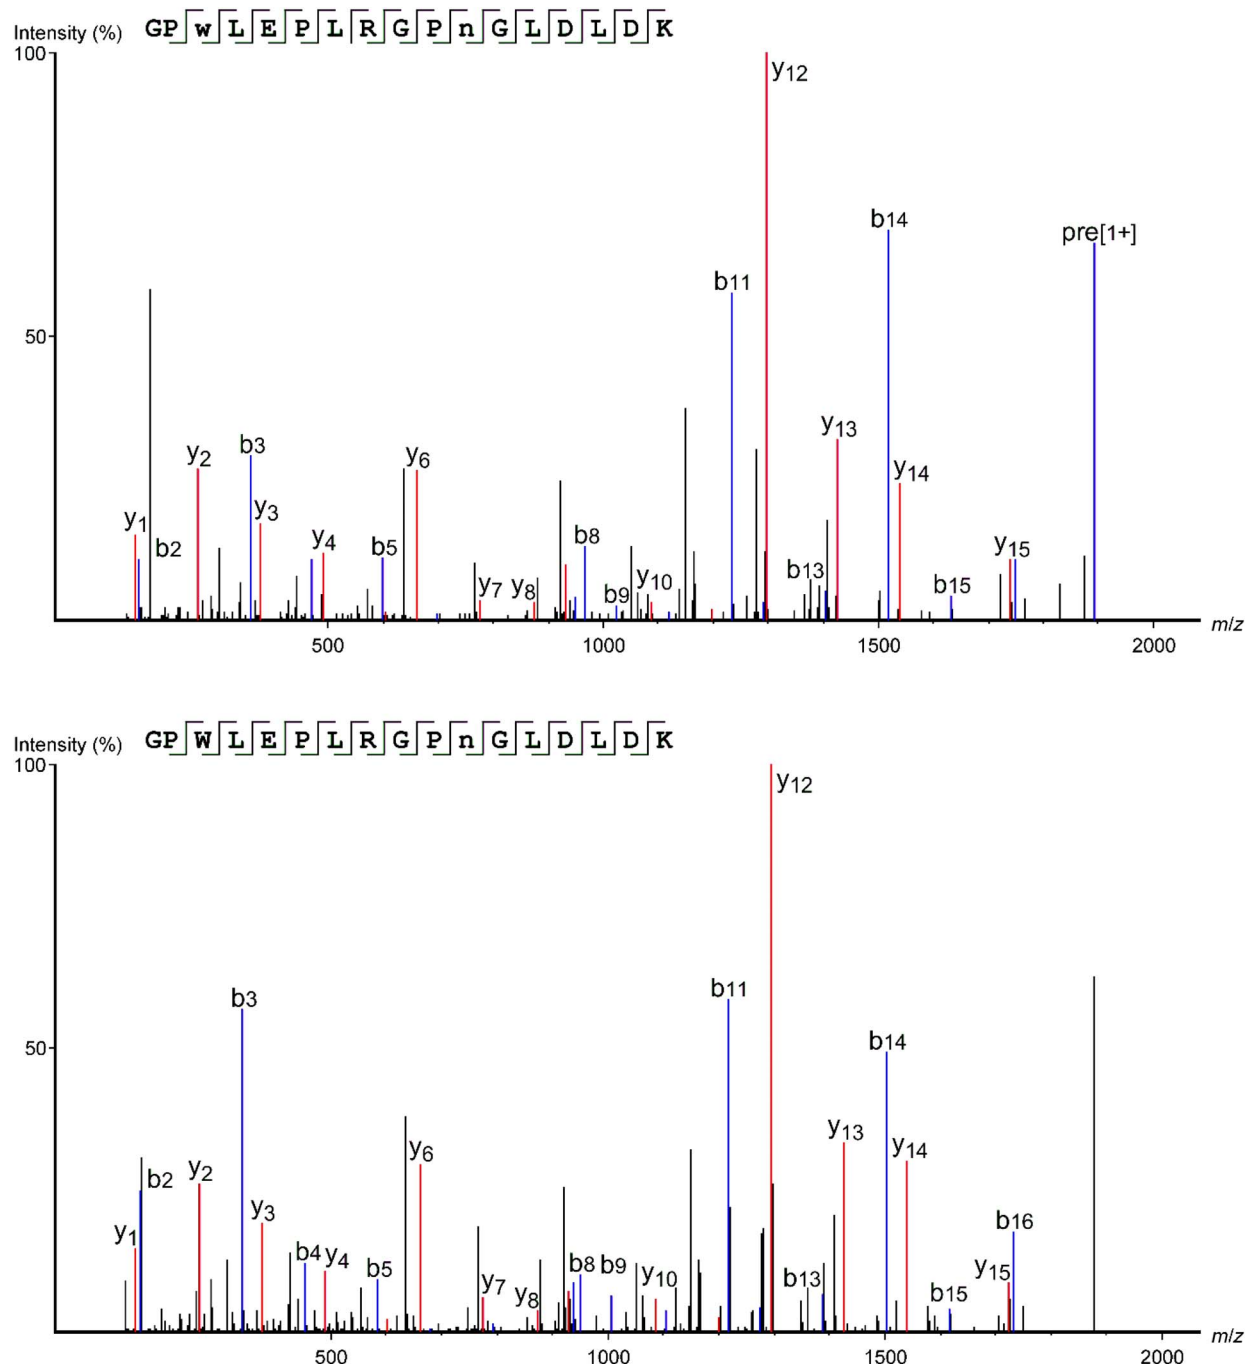 Intensity (%) GPwLEPLRGPnGLDLDK
100
y12
b14
pre[1+]
b11
50
y13
b3
y2
y6
y14
y3
y1
b2
y4
b5
b8
y15
y7
y8
b9
y10
b13
b15
500 1000 1500 2000 m/z
Intensity (%) GPWLEPLRGPnGLDLDK
100
y12
b3
b11
50
b14
y13
y6
y14
b2
y2
y3
y1
b16
b4
y4
b5
b8
b9
y10
y15
y7
y8
b13
b15
500 1000 1500 2000 m/z